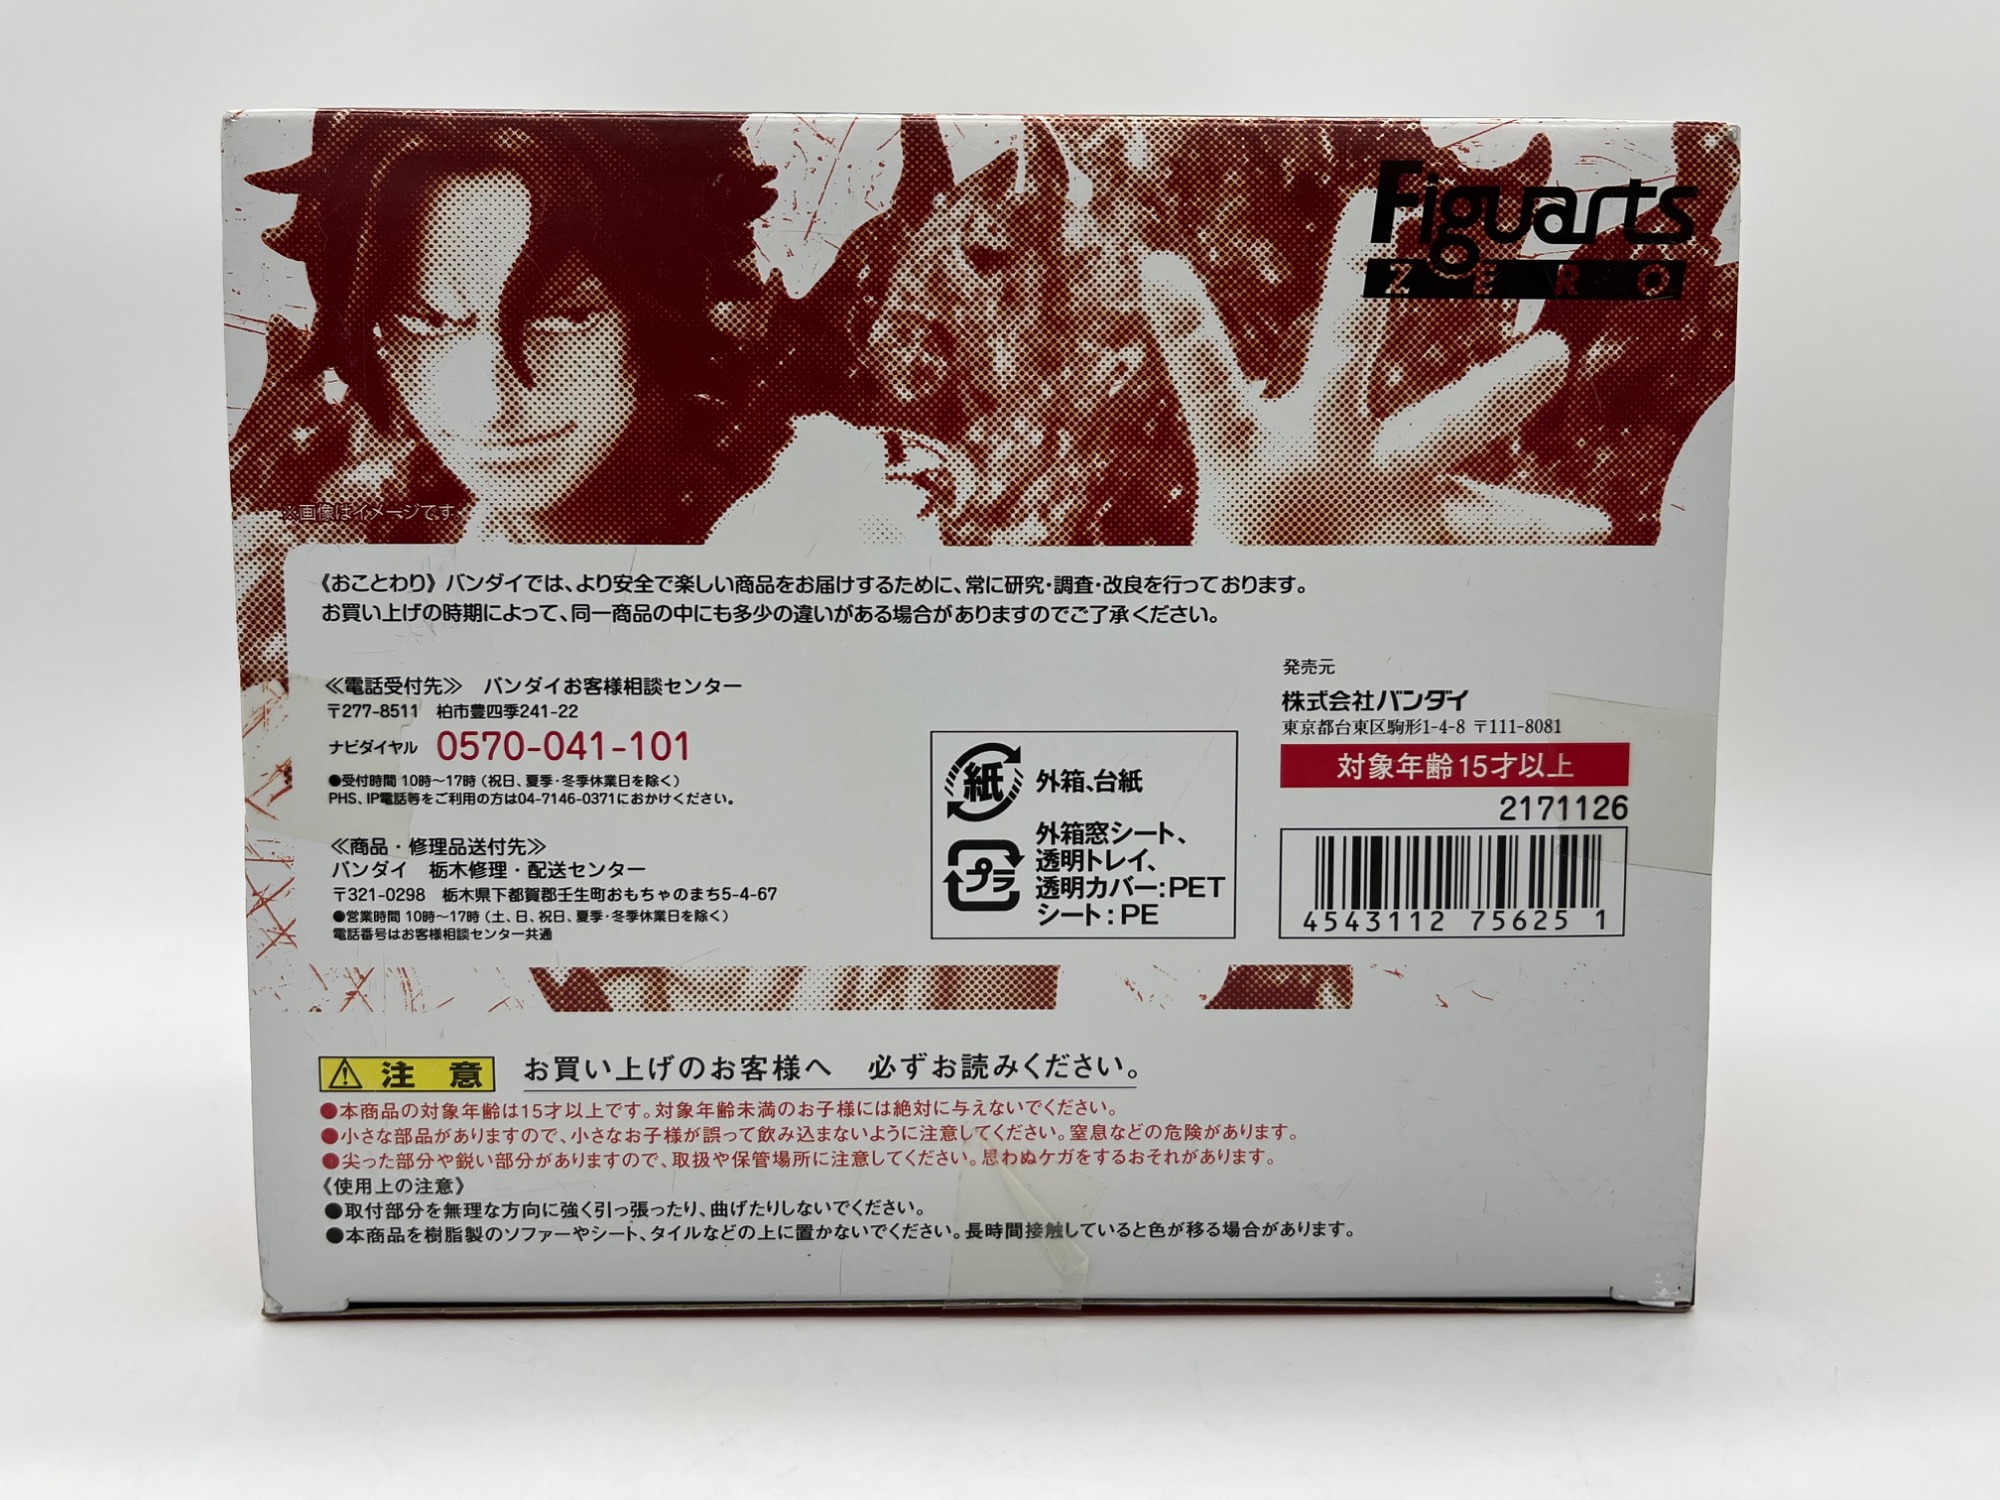 Figuarts
ZERO
※画像はイメージです
《おことわり》バンダイでは、より安全で楽しい商品をお届けするために、常に研究・調査・改良を行っております。
お買い上げの時期によって、同一商品の中にも多少の違いがある場合がありますのでご了承ください。
≪電話受付先≫ バンダイお客様相談センター
〒277-8511 柏市豊四季241-22
ナビダイヤル 0570-041-101
●受付時間 10時〜17時（祝日、夏季・冬季休業日を除く）
PHS、IP電話等をご利用の方は04-7146-0371におかけください。
≪商品・修理品送付先≫
バンダイ 栃木修理・配送センター
〒321-0298 栃木県下都賀郡壬生町おもちゃのまち5-4-67
●営業時間 10時〜17時（土、日、祝日、夏季・冬季休業日を除く）
電話番号はお客様相談センター共通
紙 外箱、台紙
プラ 外箱窓シート、
透明トレイ、
透明カバー:PET
シート:PE
発売元
株式会社バンダイ
東京都台東区駒形1-4-8 〒111-8081
対象年齢15才以上
2171126
4543112 756251
注意 お買い上げのお客様へ 必ずお読みください。
●本商品の対象年齢は15才以上です。対象年齢未満のお子様には絶対に与えないでください。
●小さな部品がありますので、小さなお子様が誤って飲み込まないように注意してください。窒息などの危険があります。
●尖った部分や鋭い部分がありますので、取扱や保管場所に注意してください。思わぬケガをするおそれがあります。
《使用上の注意》
●取付部分を無理な方向に強く引っ張ったり、曲げたりしないでください。
●本商品を樹脂製のソファーやシート、タイルなどの上に置かないでください。長時間接触していると色が移る場合があります。